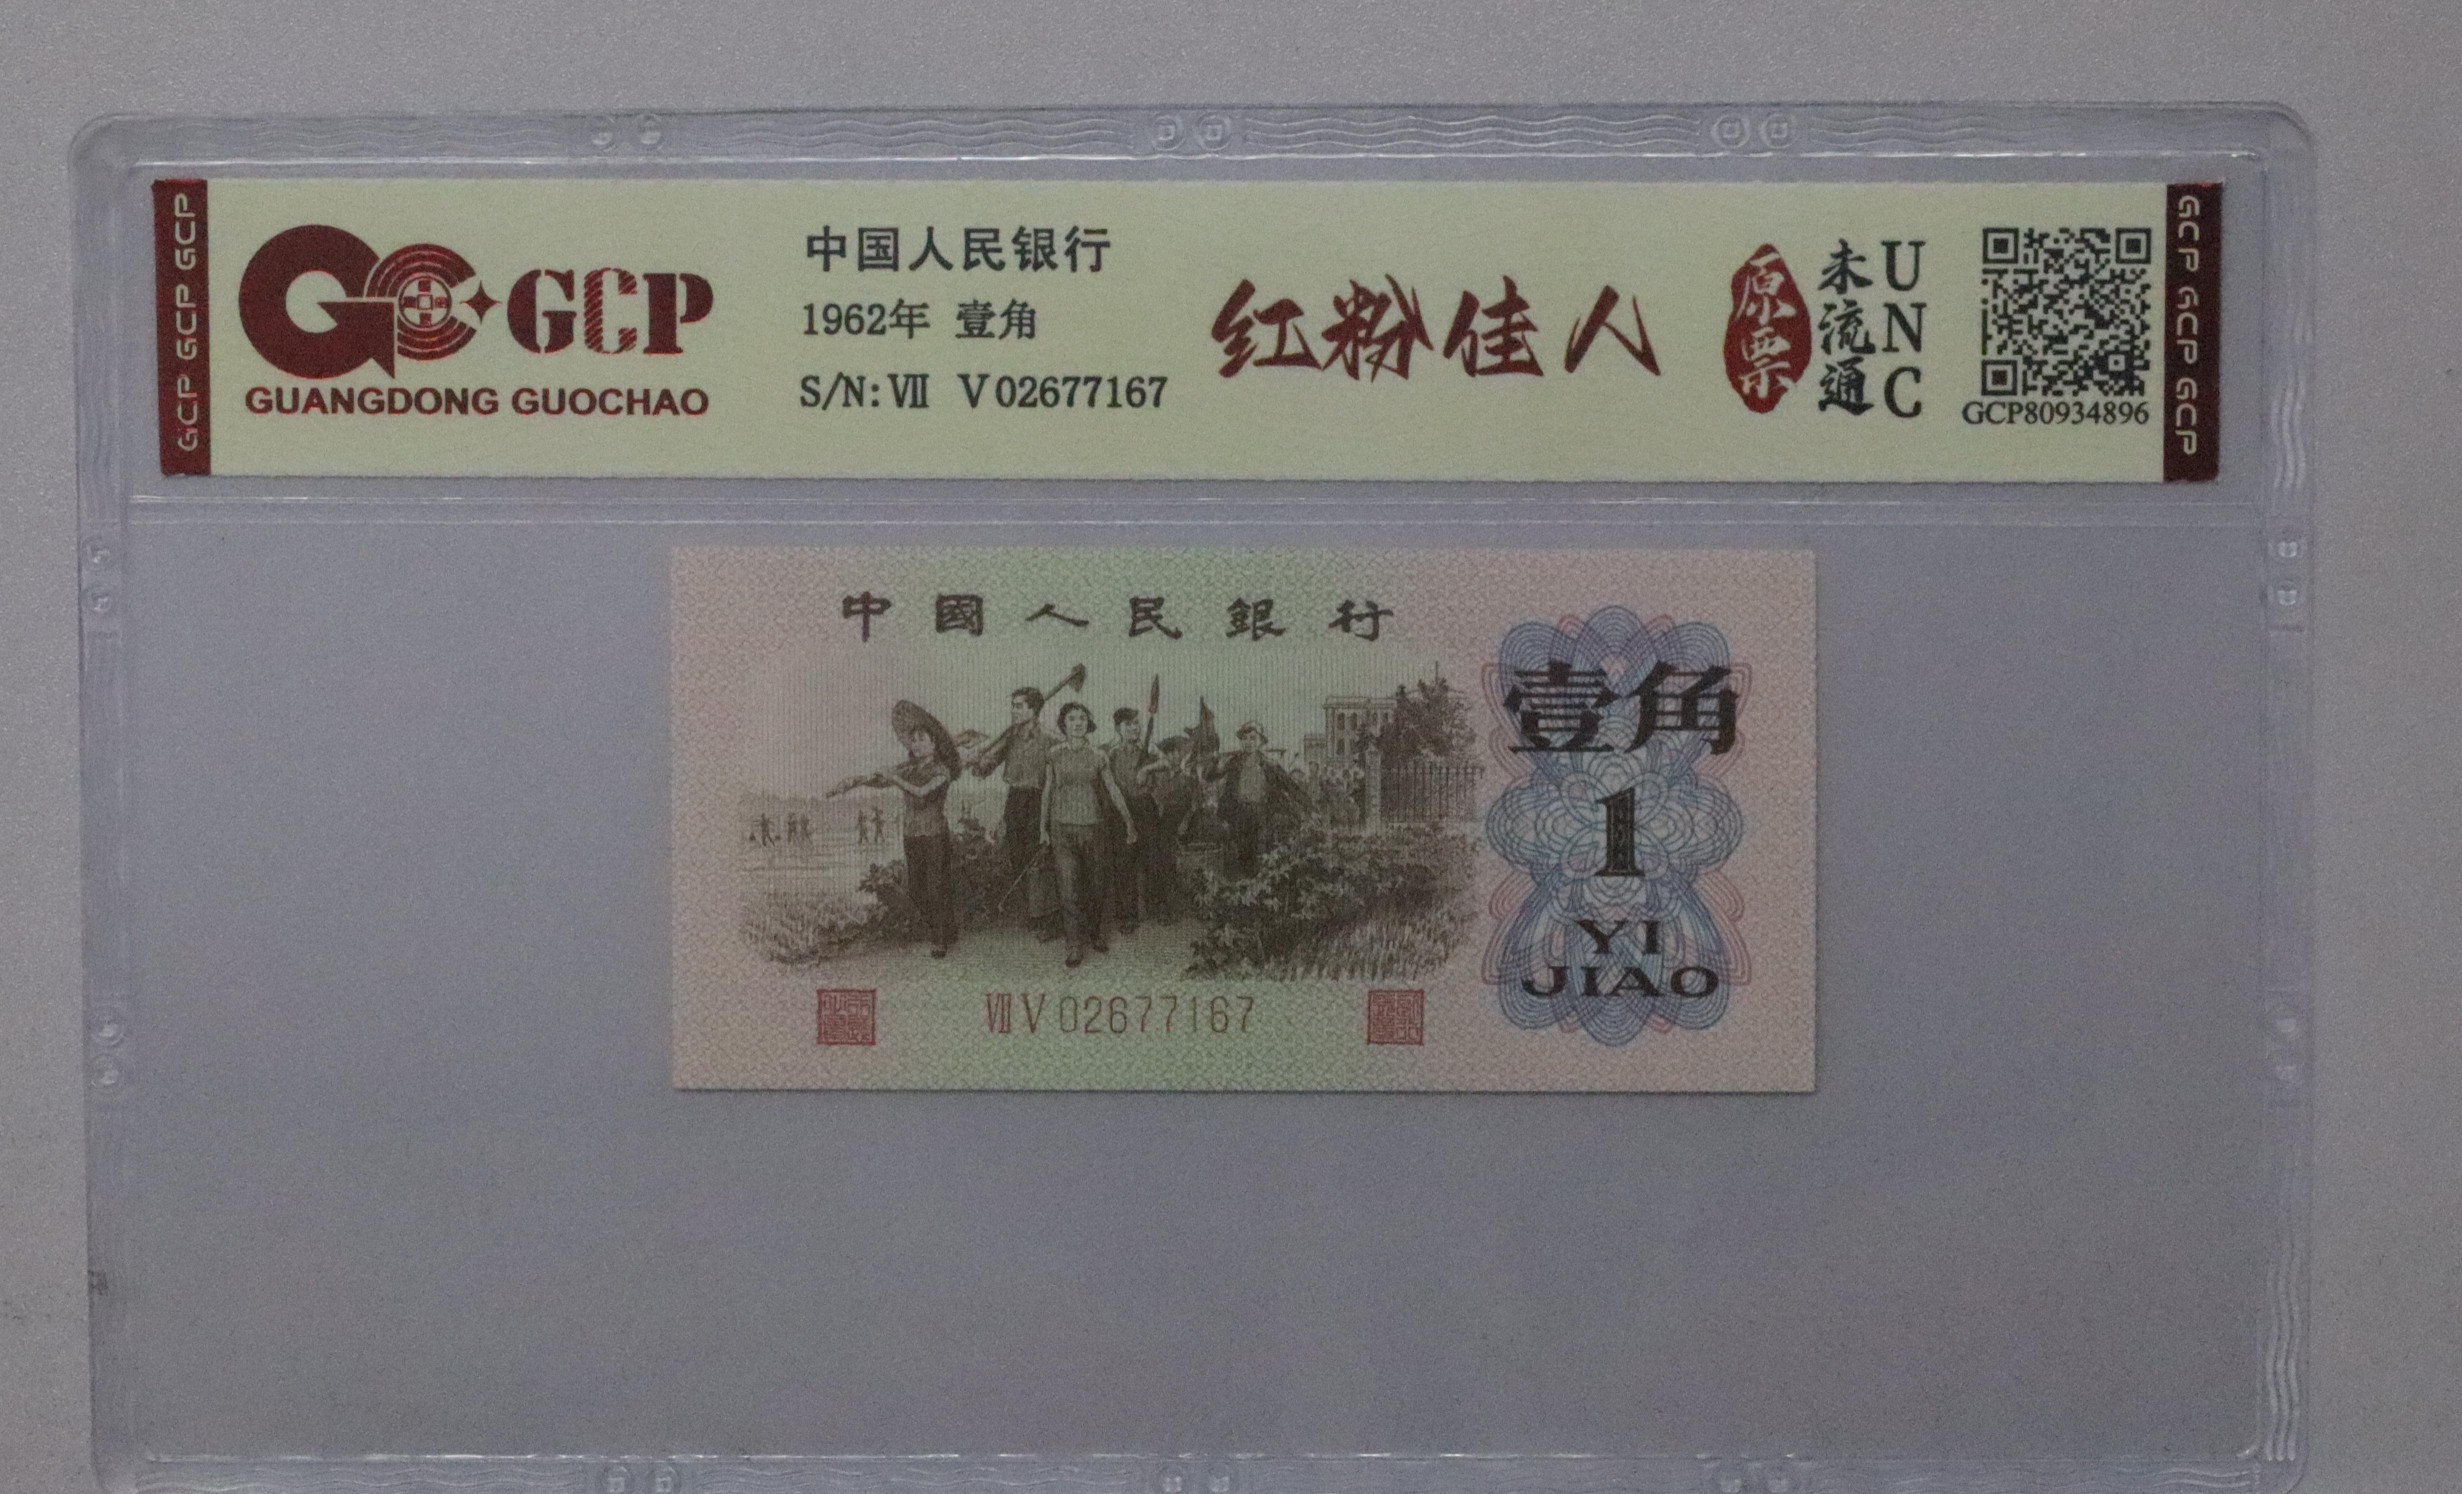 GCP GCP GCP
GCP
GUANGDONG GUOCHAO
中国人民银行
1962年 壹角
S/N: Ⅶ V 02677167
红粉佳人
原票
未流通
UNC
GCP80934896
GCP GCP GCP
中國人民銀行
壹角
1
YI
JIAO
Ⅷ V 02677167